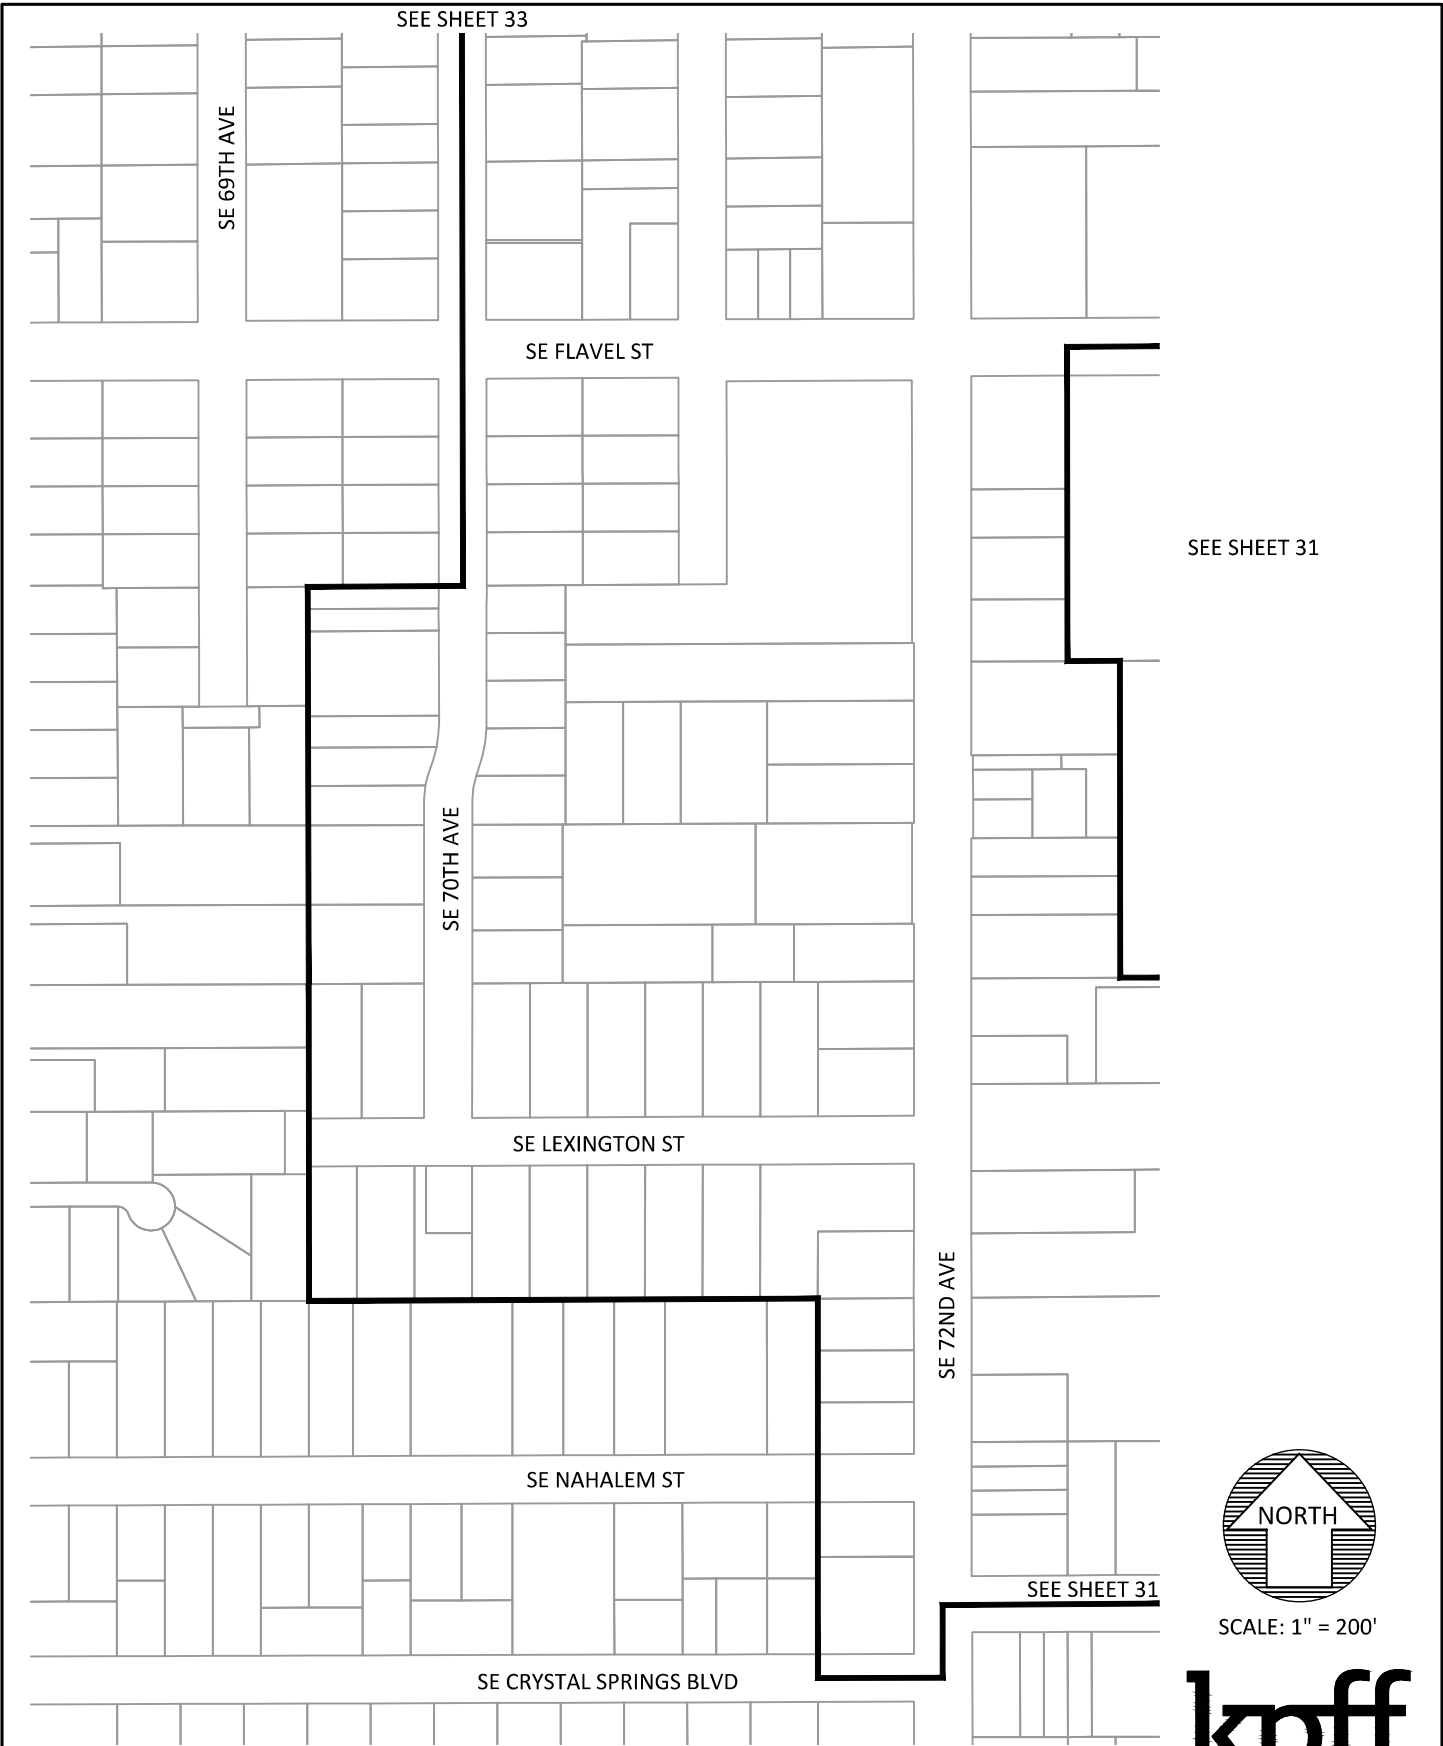 SEE SHEET 33
SE 69TH AVE
SE FLAVEL ST
SEE SHEET 31
SE 70TH AVE
SE LEXINGTON ST
SE 72ND AVE
SE NAHALEM ST
NORTH
SEE SHEET 31
SCALE: 1" = 200'
SE CRYSTAL SPRINGS BLVD
kpff